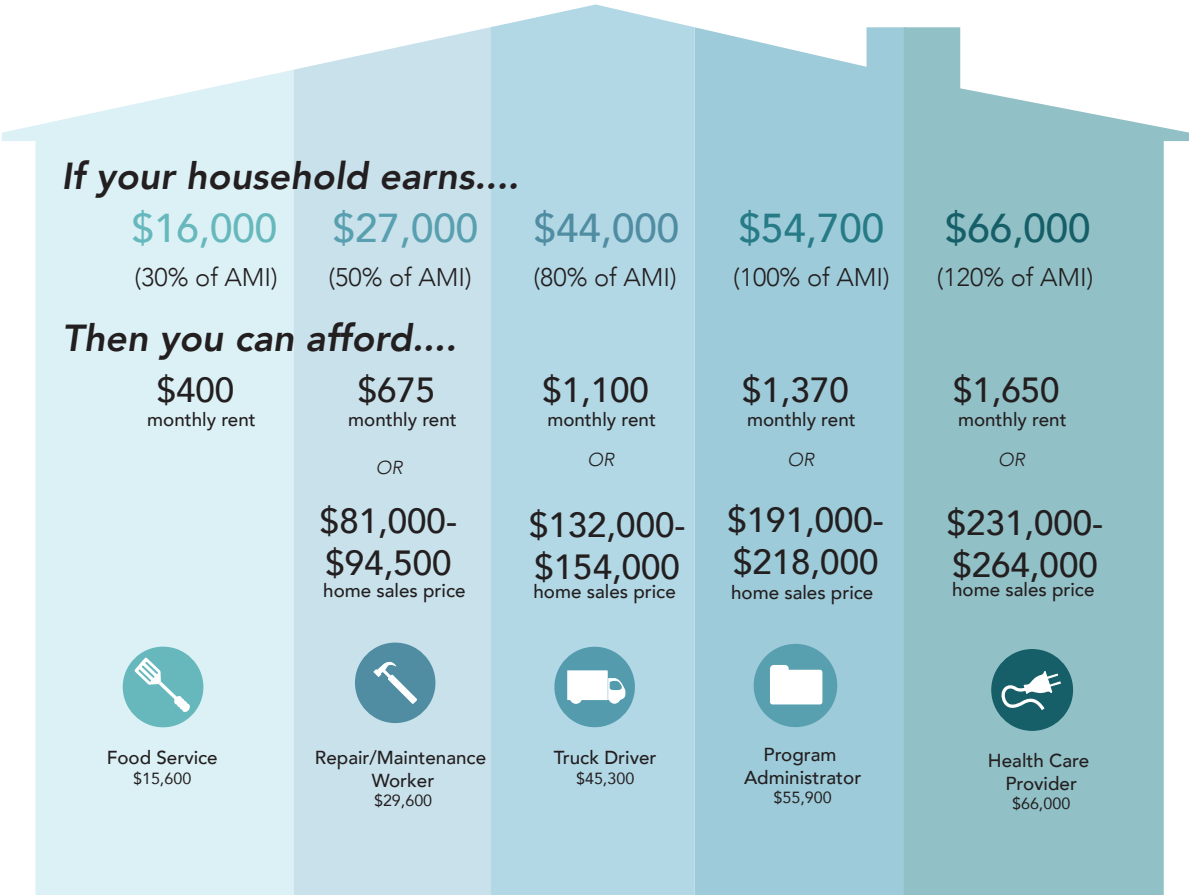 If your household earns....
$16,000
$27,000
$44,000
$54,700
$66,000
(30% of AMI)
(50% of AMI)
(80% of AMI)
(100% of AMI)
(120% of AMI)
Then you can afford....
$400
monthly rent
$675
monthly rent
OR
$81,000-
$94,500
home sales price
$1,100
monthly rent
OR
$132,000-
$154,000
home sales price
$1,370
monthly rent
OR
$191,000-
$218,000
home sales price
$1,650
monthly rent
OR
$231,000-
$264,000
home sales price
Food Service
$15,600
Repair/Maintenance
Worker
$29,600
Truck Driver
$45,300
Program
Administrator
$55,900
Health Care
Provider
$66,000